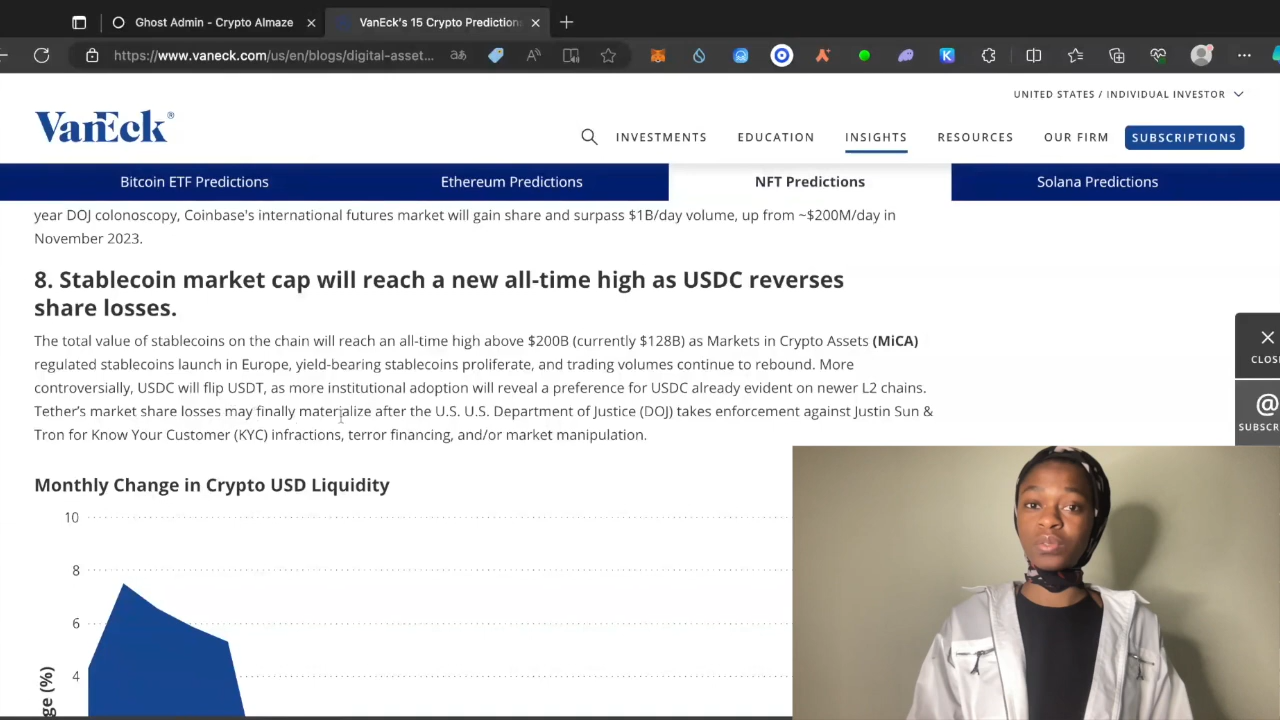 Ghost Admin - Crypto Almaze
VanEck's 15 Crypto Prediction
https://www.vaneck.com/us/en/blogs/digital-asset...
UNITED STATES / INDIVIDUAL INVESTOR
VanEck®
INVESTMENTS EDUCATION INSIGHTS RESOURCES OUR FIRM SUBSCRIPTIONS
Bitcoin ETF Predictions Ethereum Predictions NFT Predictions Solana Predictions
year DOJ colonoscopy, Coinbase's international futures market will gain share and surpass $1B/day volume, up from ~$200M/day in
November 2023.
8. Stablecoin market cap will reach a new all-time high as USDC reverses
share losses.
The total value of stablecoins on the chain will reach an all-time high above $200B (currently $128B) as Markets in Crypto Assets (MiCA)
regulated stablecoins launch in Europe, yield-bearing stablecoins proliferate, and trading volumes continue to rebound. More
controversially, USDC will flip USDT, as more institutional adoption will reveal a preference for USDC already evident on newer L2 chains.
Tether's market share losses may finally materialize after the U.S. U.S. Department of Justice (DOJ) takes enforcement against Justin Sun &
Tron for Know Your Customer (KYC) infractions, terror financing, and/or market manipulation.
CLOS
@
SUBSCR
Monthly Change in Crypto USD Liquidity
10
8
6
4
ge (%)